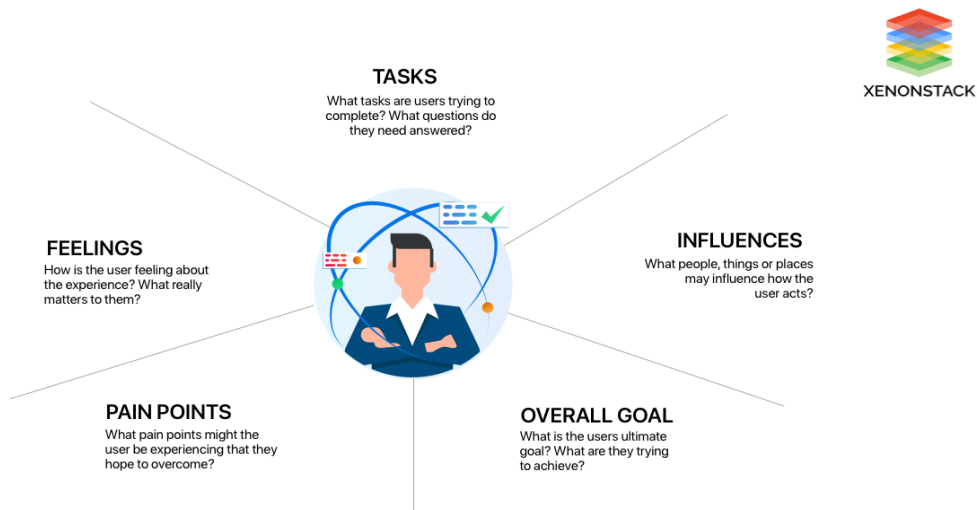 XENONSTACK
TASKS
What tasks are users trying to
complete? What questions do
they need answered?
FEELINGS
How is the user feeling about
the experience? What really
matters to them?
INFLUENCES
What people, things or places
may influence how the
user acts?
PAIN POINTS
What pain points might the
user be experiencing that they
hope to overcome?
OVERALL GOAL
What is the users ultimate
goal? What are they trying
to achieve?